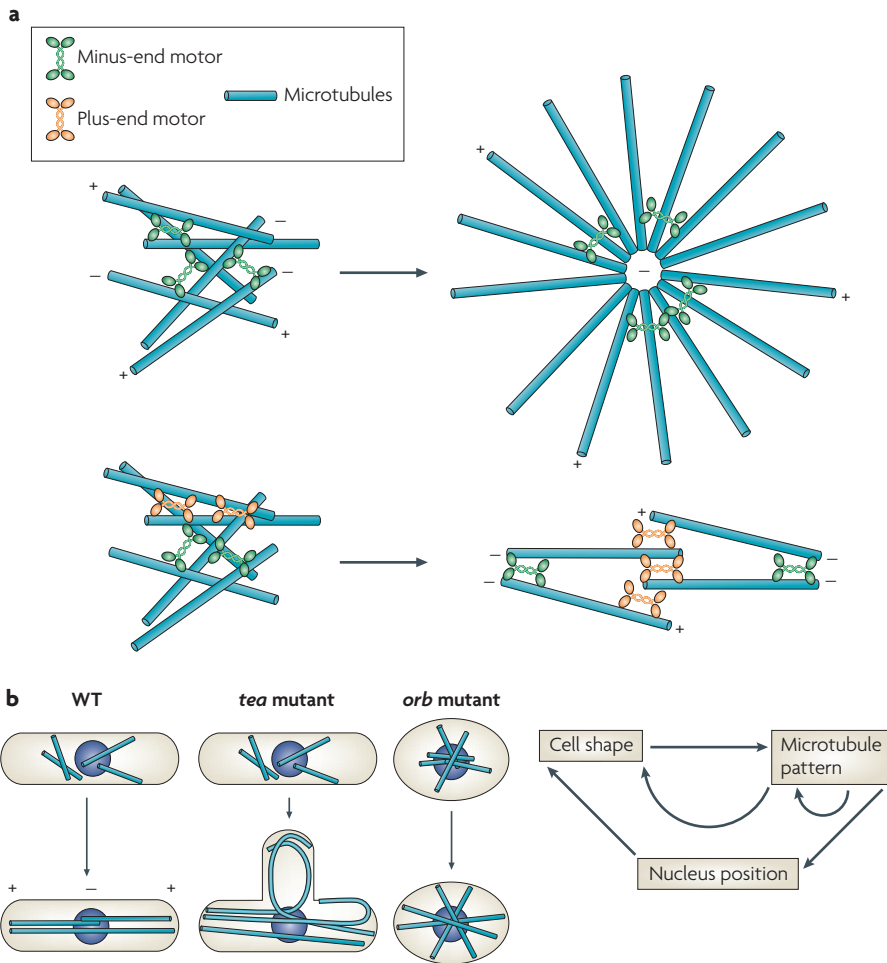 a
Minus-end motor
Microtubules
Plus-end motor
+
+
−
−
−
+
+
−
+
+
+
−
−
−
−
+
b
WT
tea mutant
orb mutant
Cell shape
Microtubule
pattern
Nucleus position
+ − +